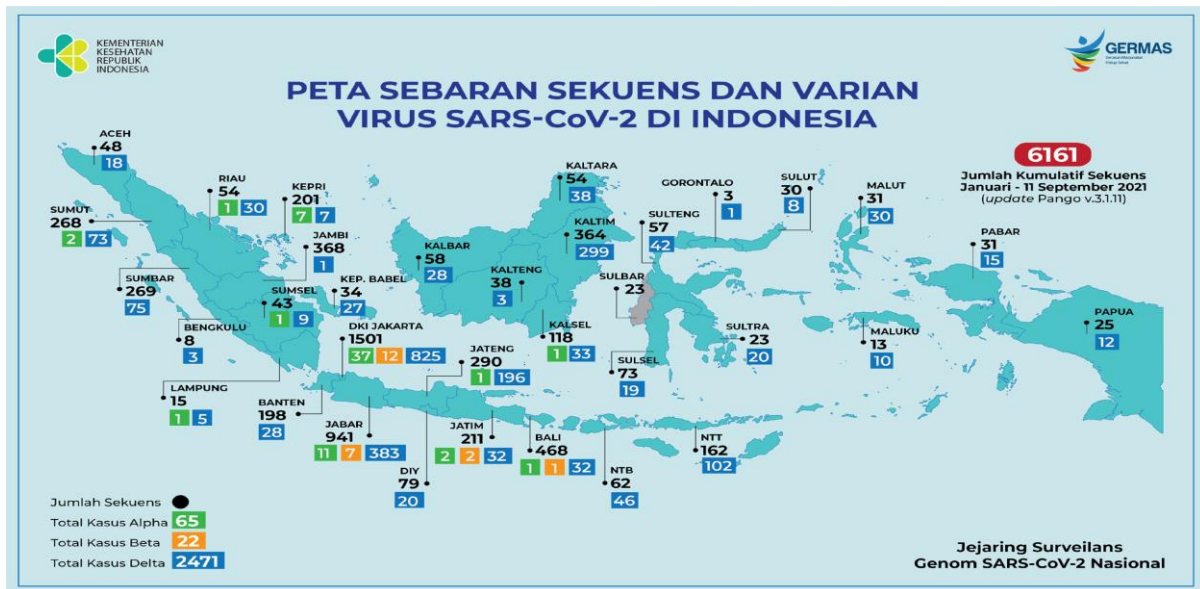 KEMENTERIAN
KESEHATAN
REPUBLIK
INDONESIA
GERMAS
PETA SEBARAN SEKUENS DAN VARIAN
VIRUS SARS-CoV-2 DI INDONESIA
6161
Jumlah Kumulatif Sekuens
Januari - 11 September 2021
(update Pango v.3.1.11)
ACEH
48
18
RIAU
54
1 30
KEPRI
201
7 7
SUMUT
268
2 73
JAMBI
368
1
SUMBAR
269
75
SUMSEL
43
1 9
KEP. BABEL
34
27
BENGKULU
8
3
LAMPUNG
15
1 5
DKI JAKARTA
1501
37 12 825
BANTEN
198
28
JABAR
941
11 7 383
JATENG
290
1 196
DIY
79
20
JATIM
211
2 2 32
BALI
468
1 1 32
NTB
62
46
NTT
162
102
KALBAR
58
28
KALTENG
38
3
KALSEL
118
1 33
KALTIM
364
299
KALTARA
54
38
SULBAR
23
SULTENG
57
42
GORONTALO
3
1
SULUT
30
8
SULSEL
73
19
SULTRA
23
20
MALUT
31
30
MALUKU
13
10
PABAR
31
15
PAPUA
25
12
Jumlah Sekuens
Total Kasus Alpha 65
Total Kasus Beta 22
Total Kasus Delta 2471
Jejaring Surveilans
Genom SARS-CoV-2 Nasional